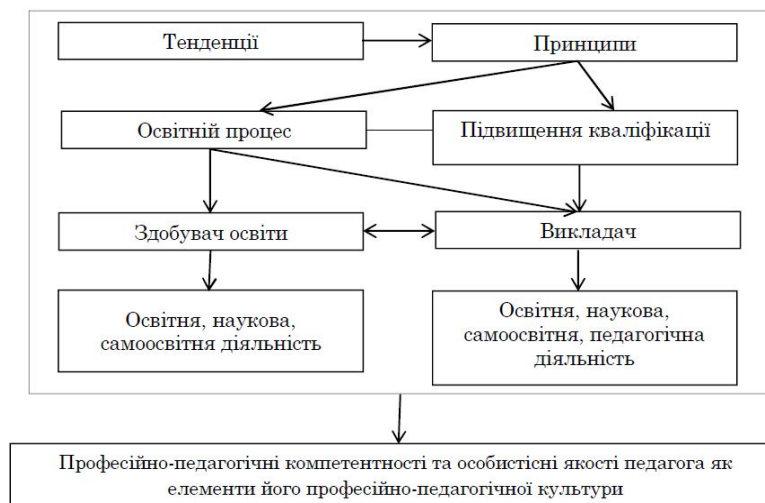 Тенденції
Принципи
Освітній процес
Підвищення кваліфікації
Здобувач освіти
Викладач
Освітня, наукова,
самоосвітня діяльність
Освітня, наукова,
самоосвітня, педагогічна
діяльність
Професійно-педагогічні компетентності та особистісні якості педагога як
елементи його професійно-педагогічної культури